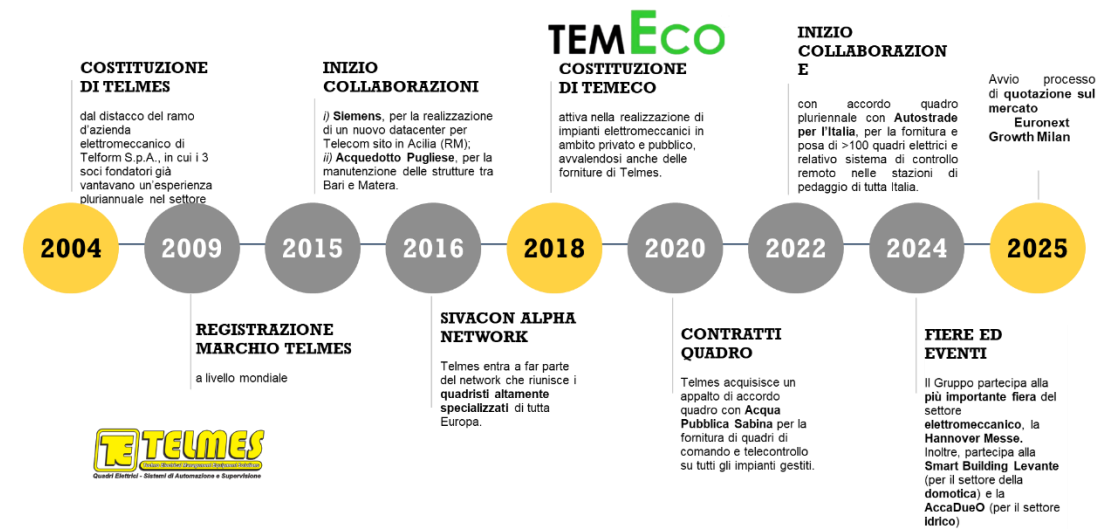 TEMECO
COSTITUZIONE
DI TELMES
dal distacco del ramo
d'azienda
elettromeccanico di
Telform S.p.A., in cui i 3
soci fondatori già
vantavano un'esperienza
pluriannuale nel settore
INIZIO
COLLABORAZIONI
i) Siemens, per la realizzazione
di un nuovo datacenter per
Telecom sito in Acilia (RM);
ii) Acquedotto Pugliese, per la
manutenzione delle strutture tra
Bari e Matera.
COSTITUZIONE
DI TEMECO
attiva nella realizzazione di
impianti elettromeccanici in
ambito privato e pubblico,
avvalendosi anche delle
forniture di Telmes.
INIZIO
COLLABORAZION
E
con accordo quadro
pluriennale con Autostrade
per l'Italia, per la fornitura e
posa di >100 quadri elettrici e
relativo sistema di controllo
remoto nelle stazioni di
pedaggio di tutta Italia.
Avvio processo
di quotazione sul
mercato
Euronext
Growth Milan
2004
2009
2015
2016
2018
2020
2022
2024
2025
REGISTRAZIONE
MARCHIO TELMES
a livello mondiale
SIVACON ALPHA
NETWORK
Telmes entra a far parte
del network che riunisce i
quadristi altamente
specializzati di tutta
Europa.
CONTRATTI
QUADRO
Telmes acquisisce un
appalto di accordo
quadro con Acqua
Pubblica Sabina per la
fornitura di quadri di
comando e telecontrollo
su tutti gli impianti gestiti.
FIERE ED
EVENTI
Il Gruppo partecipa alla
più importante fiera del
settore
elettromeccanico, la
Hannover Messe.
Inoltre, partecipa alla
Smart Building Levante
(per il settore della
domotica) e la
AccaDueO (per il settore
idrico)
TELMES
Quadri Elettrici - Sistemi di Automazione e Supervisione